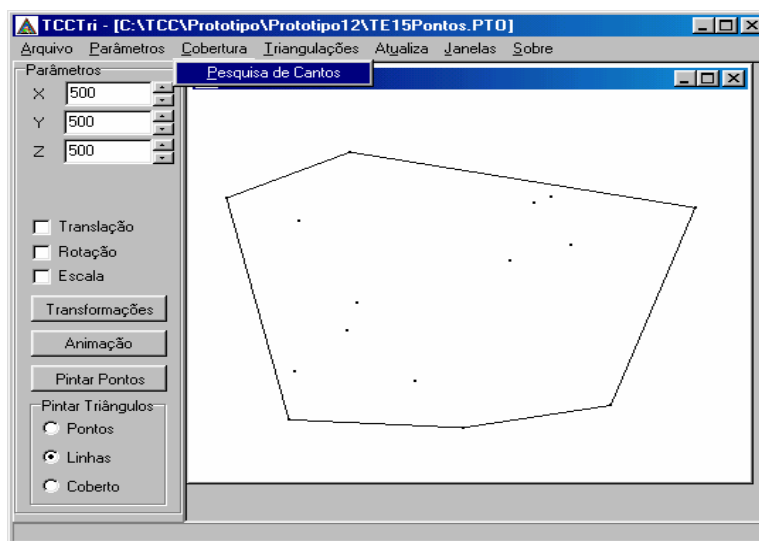 TCCTri - [C:\TCC\Prototipo\Prototipo12\TE15Pontos.PTO]
Arquivo Parâmetros Cobertura Triangulações Atualiza Janelas Sobre
Pesquisa de Cantos
Parâmetros
X 500
Y 500
Z 500
Translação
Rotação
Escala
Transformações
Animação
Pintar Pontos
Pintar Triângulos
Pontos
Linhas
Coberto